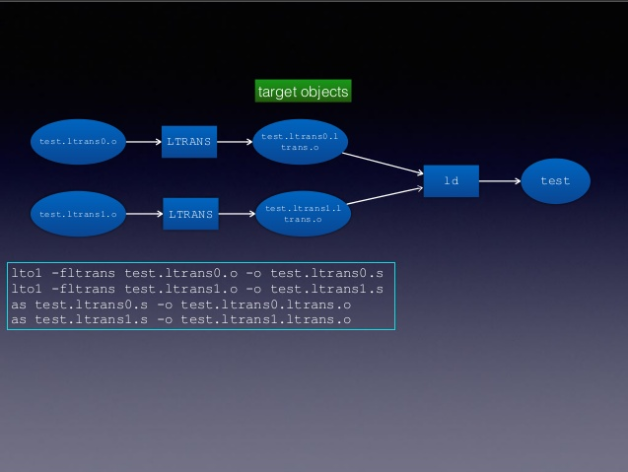 target objects
test.ltrans0.o
LTRANS
test.ltrans0.l
trans.o
test.ltrans1.o
LTRANS
test.ltrans1.l
trans.o
ld
test
lto1 -fltrans test.ltrans0.o -o test.ltrans0.s
lto1 -fltrans test.ltrans1.o -o test.ltrans1.s
as test.ltrans0.s -o test.ltrans0.ltrans.o
as test.ltrans1.s -o test.ltrans1.ltrans.o